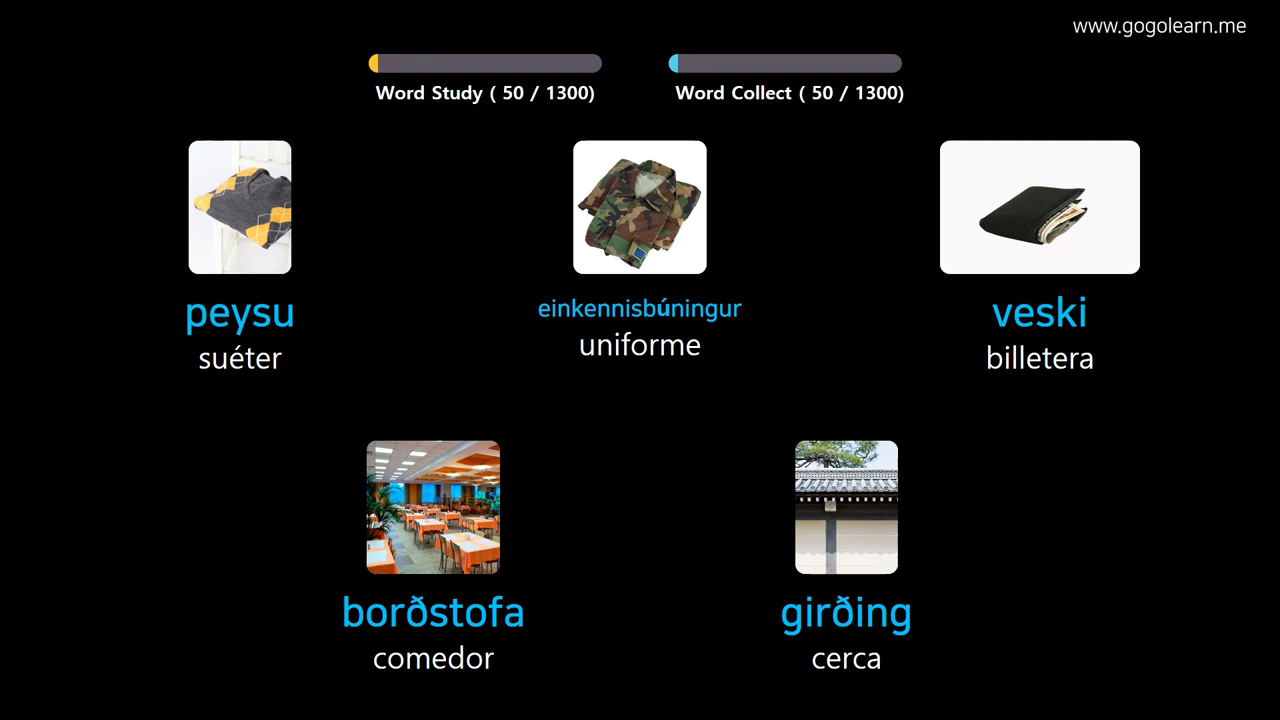 www.gogolearn.me
Word Study ( 50 / 1300)
Word Collect ( 50 / 1300)
peysu
suéter
einkennisbúningur
uniforme
veski
billetera
borðstofa
comedor
girðing
cerca